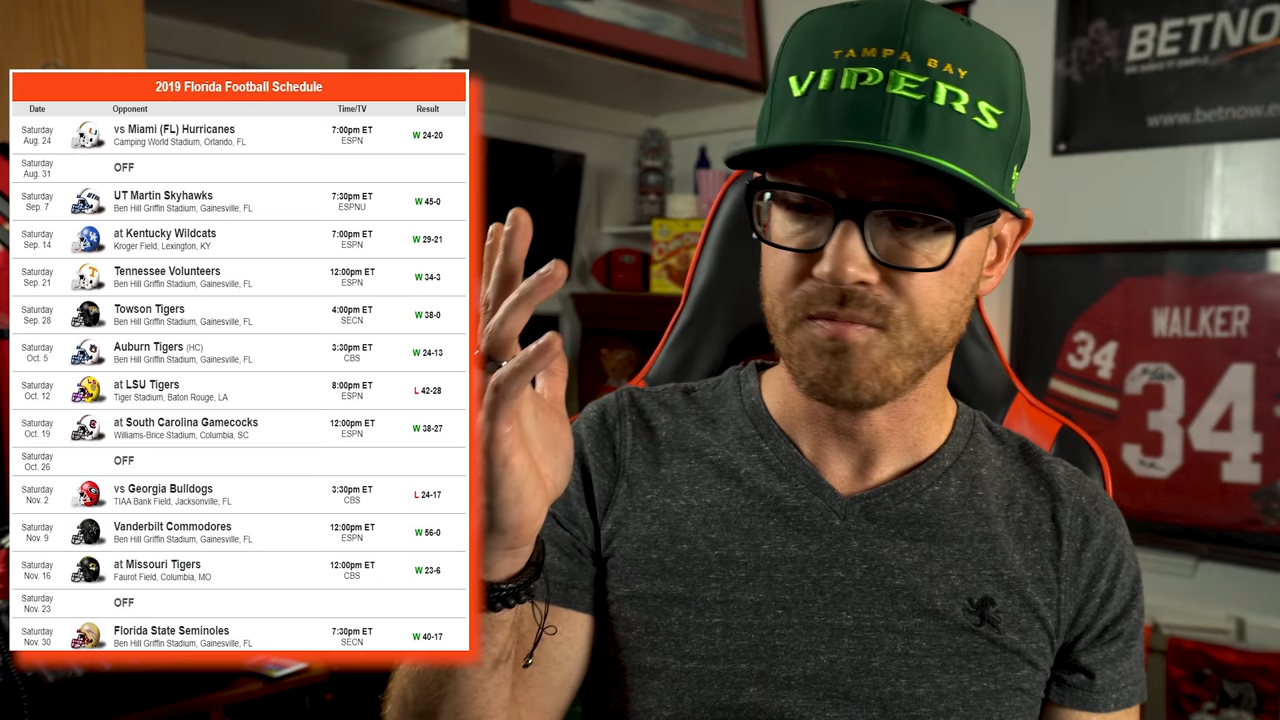 2019 Florida Football Schedule
Date Opponent Time/TV Result
Saturday Aug. 24 vs Miami (FL) Hurricanes 7:00pm ET W 24-20
Camping World Stadium, Orlando, FL ESPN
Saturday Aug. 31 OFF
Saturday Sep. 7 UT Martin Skyhawks 7:30pm ET W 45-0
Ben Hill Griffin Stadium, Gainesville, FL ESPNU
Saturday Sep. 14 at Kentucky Wildcats 7:00pm ET W 29-21
Kroger Field, Lexington, KY ESPN
Saturday Sep. 21 Tennessee Volunteers 12:00pm ET W 34-3
Ben Hill Griffin Stadium, Gainesville, FL ESPN
Saturday Sep. 28 Towson Tigers 4:00pm ET W 38-0
Ben Hill Griffin Stadium, Gainesville, FL SECN
Saturday Oct. 5 Auburn Tigers (HC) 3:30pm ET W 24-13
Ben Hill Griffin Stadium, Gainesville, FL CBS
Saturday Oct. 12 at LSU Tigers 8:00pm ET L 42-28
Tiger Stadium, Baton Rouge, LA ESPN
Saturday Oct. 19 at South Carolina Gamecocks 12:00pm ET W 38-27
Williams-Brice Stadium, Columbia, SC ESPN
Saturday Oct. 26 OFF
Saturday Nov. 2 vs Georgia Bulldogs 3:30pm ET L 24-17
TIAA Bank Field, Jacksonville, FL CBS
Saturday Nov. 9 Vanderbilt Commodores 12:00pm ET W 56-0
Ben Hill Griffin Stadium, Gainesville, FL ESPN
Saturday Nov. 16 at Missouri Tigers 12:00pm ET W 23-6
Faurot Field, Columbia, MO CBS
Saturday Nov. 23 OFF
Saturday Nov. 30 Florida State Seminoles 7:30pm ET W 40-17
Ben Hill Griffin Stadium, Gainesville, FL SECN
TAMPA BAY
VIPERS
BETNO
www.betnow.e
WALKER
34
34